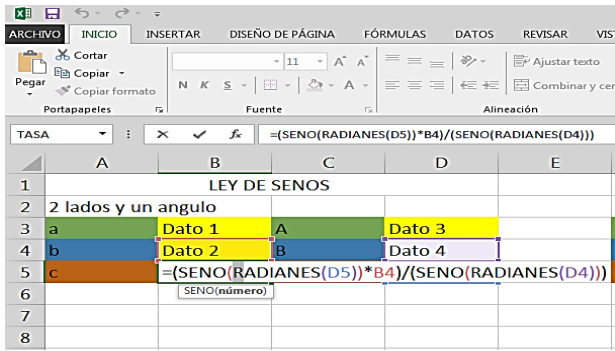 ARCHIVO INICIO INSERTAR DISEÑO DE PÁGINA FÓRMULAS DATOS REVISAR VIS
Cortar
Copiar
Copiar formato
Pegar
11 A A
Ajustar texto
N K S A
Combinar y cen
Portapapeles Fuente Alineación
TASA fx =(SENO(RADIANES(D5))*B4)/(SENO(RADIANES(D4)))
A B C D E
1 LEY DE SENOS
2 2 lados y un angulo
3 a Dato 1 A Dato 3
4 b Dato 2 B Dato 4
5 c =(SENO(RADIANES(D5))*B4)/(SENO(RADIANES(D4)))
6 SENO(número)
7
8